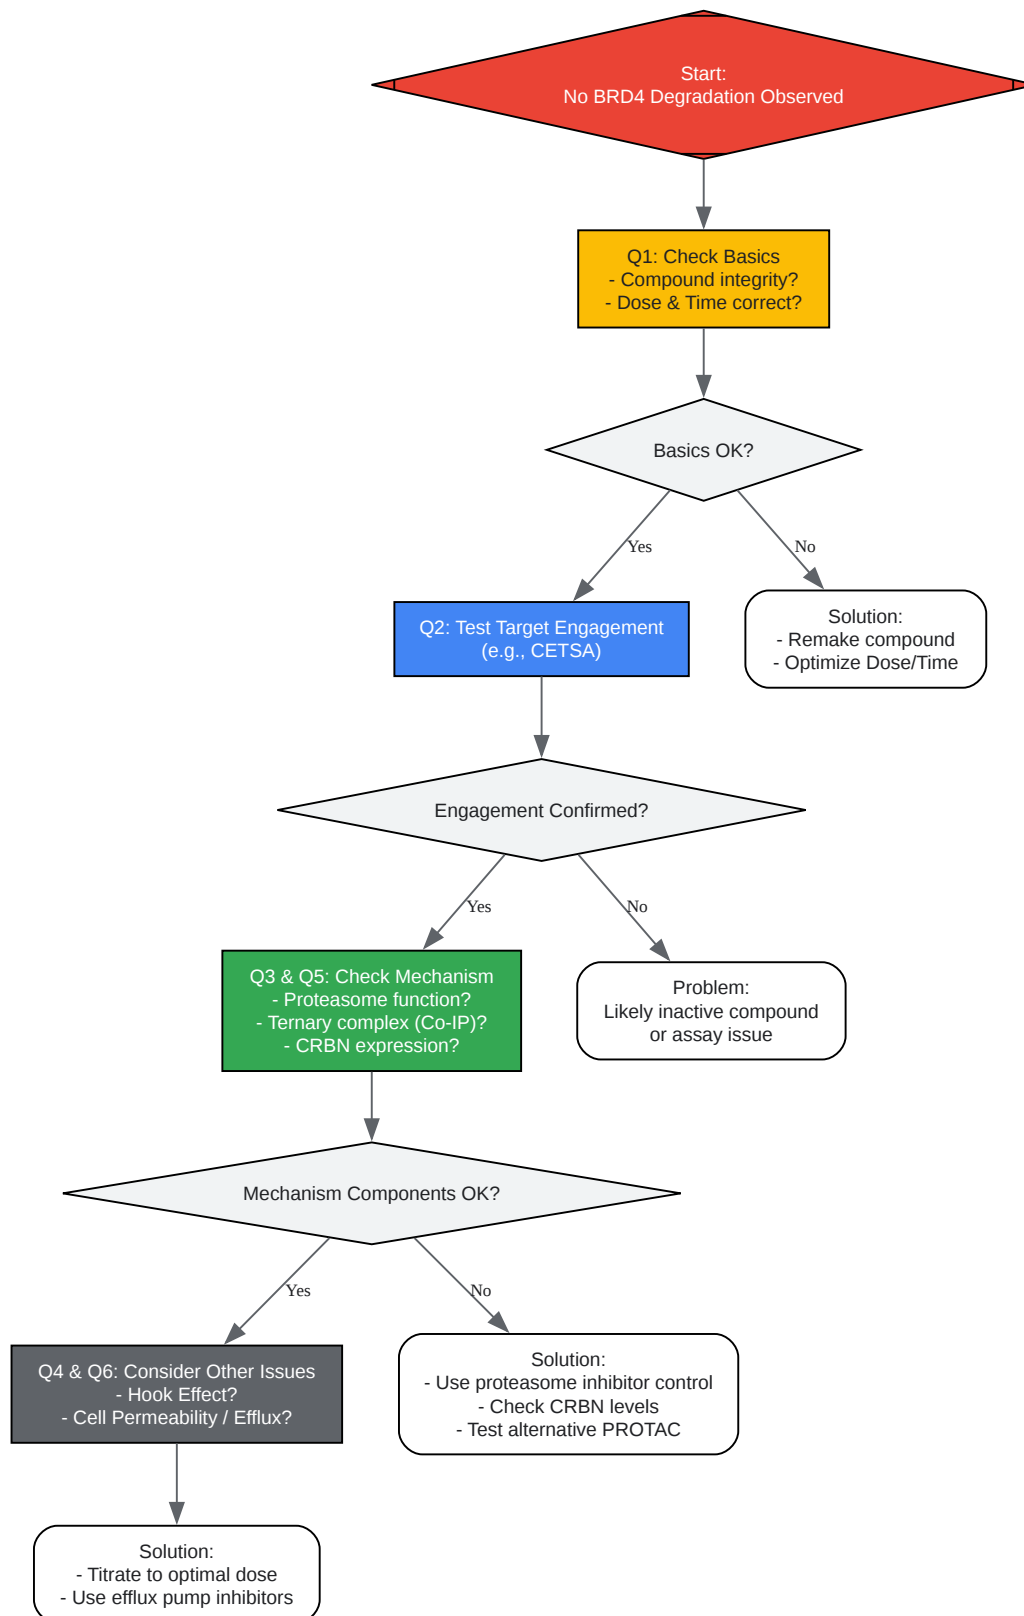 Start:
No BRD4 Degradation Observed
Q1: Check Basics
- Compound integrity?
- Dose & Time correct?
Basics OK?
Yes
No
Q2: Test Target Engagement
(e.g., CETSA)
Solution:
- Remake compound
- Optimize Dose/Time
Engagement Confirmed?
Yes
No
Q3 & Q5: Check Mechanism
- Proteasome function?
- Ternary complex (Co-IP)?
- CRBN expression?
Problem:
Likely inactive compound
or assay issue
Mechanism Components OK?
Yes
No
Q4 & Q6: Consider Other Issues
- Hook Effect?
- Cell Permeability / Efflux?
Solution:
- Use proteasome inhibitor control
- Check CRBN levels
- Test alternative PROTAC
Solution:
- Titrate to optimal dose
- Use efflux pump inhibitors